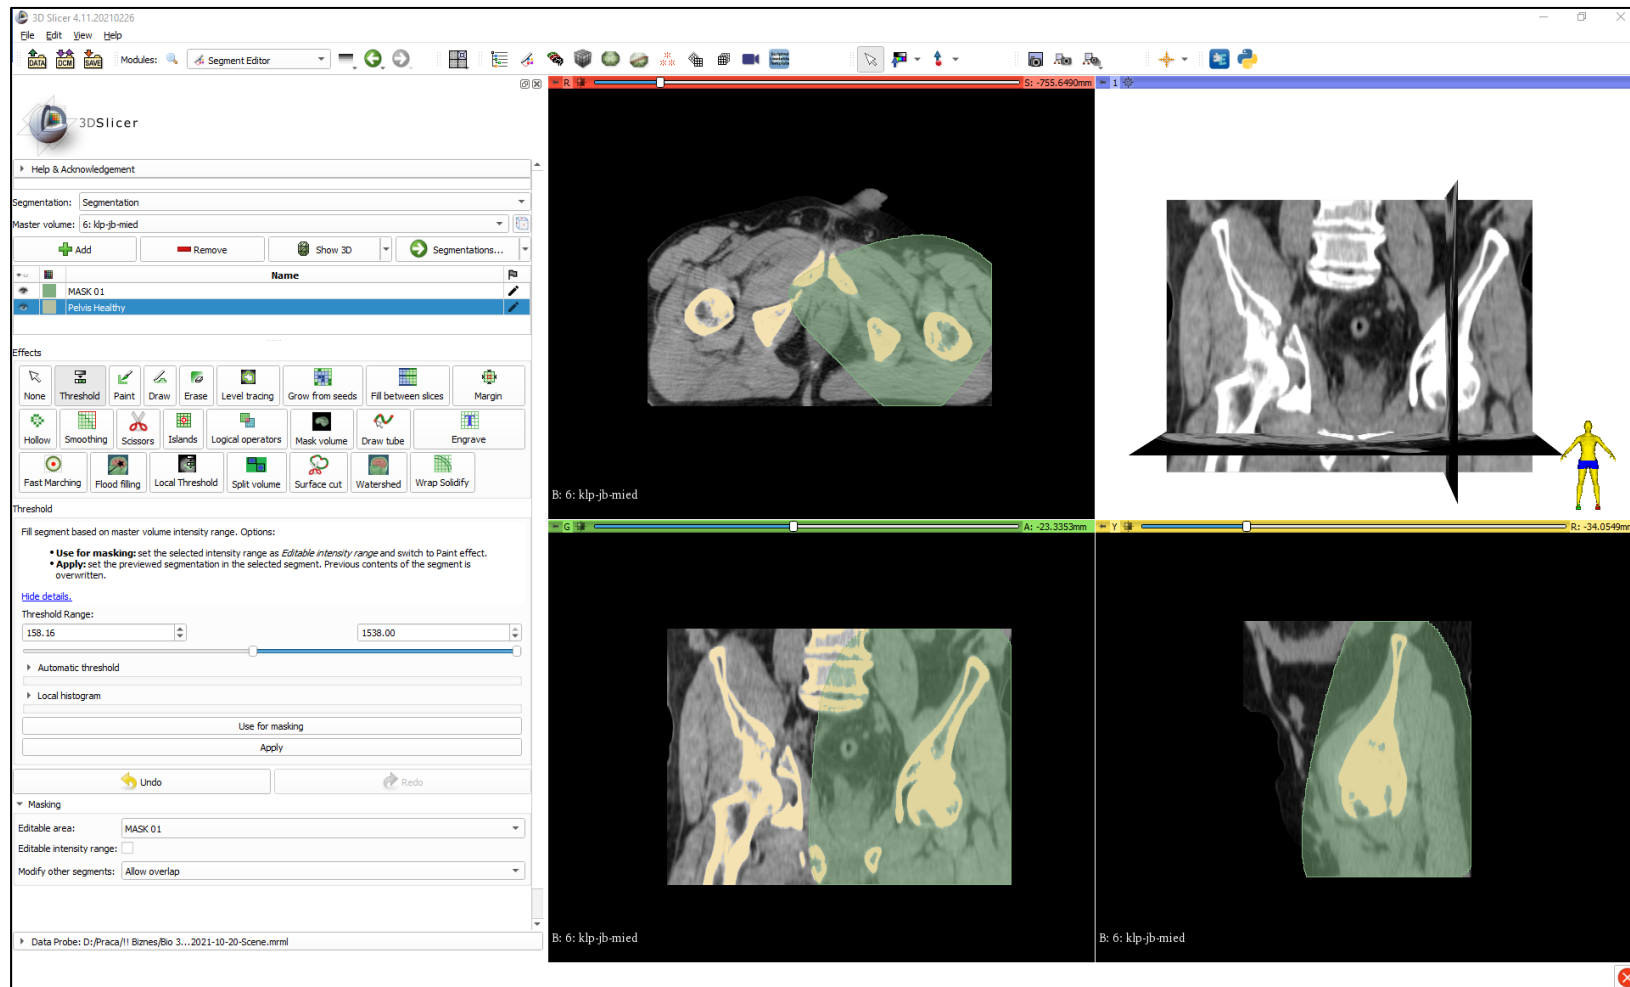 3D Slicer 4.11.20210226
File Edit View Help
DATA DCM SAVE Modules: Segment Editor
R S: -755.6490mm
1
3DSlicer
Help & Acknowledgement
Segmentation: Segmentation
Master volume: 6: klp-jb-mied
Add Remove Show 3D Segmentations...
Name
MASK 01
Pelvis Healthy
Effects
None Threshold Paint Draw Erase Level tracing Grow from seeds Fill between slices Margin
Hollow Smoothing Scissors Islands Logical operators Mask volume Draw tube Engrave
Fast Marching Flood filling Local Threshold Split volume Surface cut Watershed Wrap Solidify
Threshold
Fill segment based on master volume intensity range. Options:
• Use for masking: set the selected intensity range as Editable intensity range and switch to Paint effect.
• Apply: set the previewed segmentation in the selected segment. Previous contents of the segment is
overwritten.
Hide details.
Threshold Range:
158.16 1538.00
Automatic threshold
Local histogram
Use for masking
Apply
Undo Redo
Masking
Editable area: MASK 01
Editable intensity range:
Modify other segments: Allow overlap
Data Probe: D:/Praca/!! Biznes/Bio 3...2021-10-20-Scene.mrml
B: 6: klp-jb-mied
G A: -23.3353mm
Y R: -34.0549mm
B: 6: klp-jb-mied
B: 6: klp-jb-mied